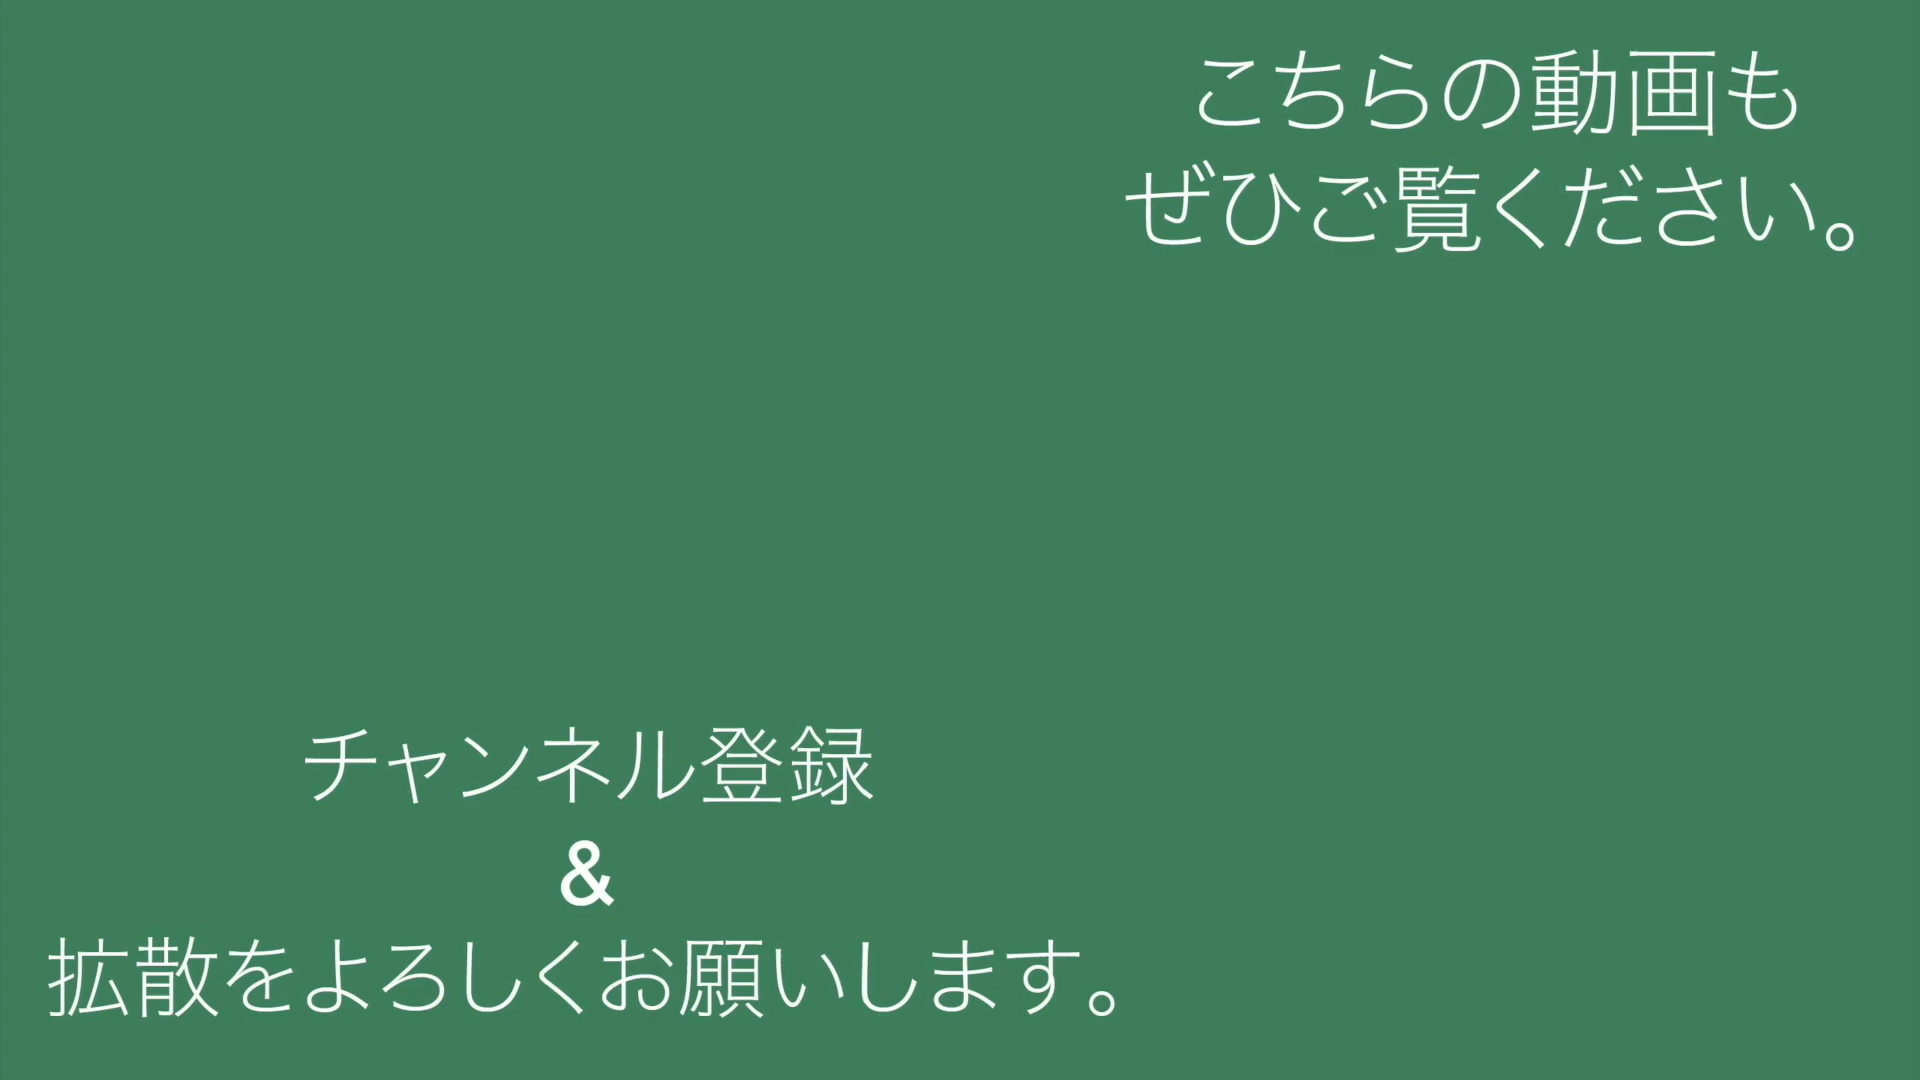 こちらの動画も
ぜひご覧ください。
チャンネル登録
&
拡散をよろしくお願いします。